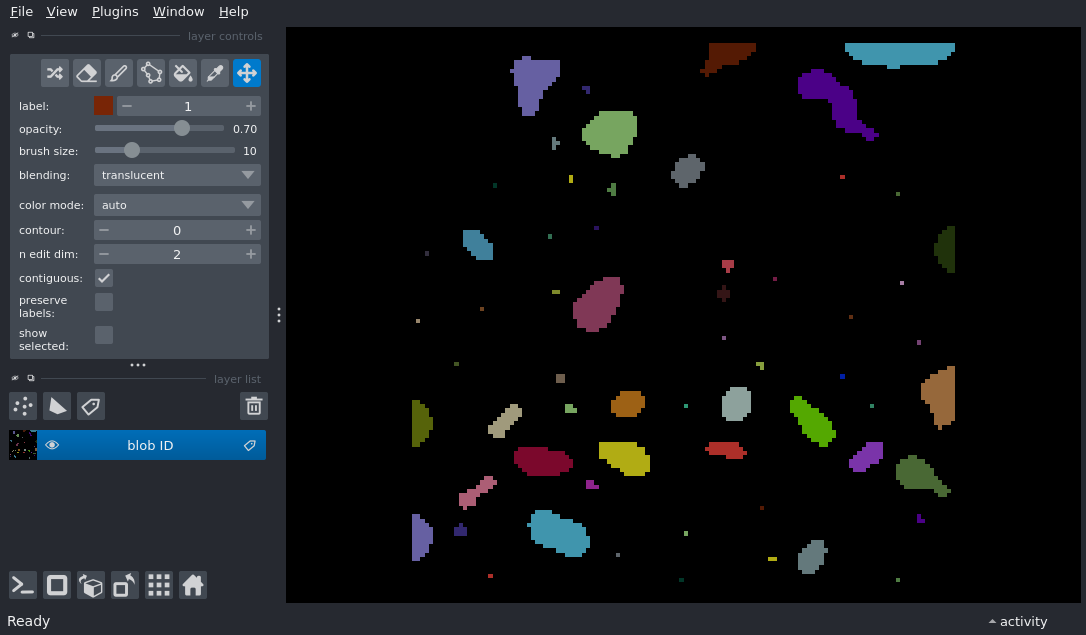 File View Plugins Window Help
layer controls
label: 1
opacity: 0.70
brush size: 10
blending: translucent
color mode: auto
contour: 0
n edit dim: 2
contiguous:
preserve
labels:
show
selected:
layer list
blob ID
Ready
activity